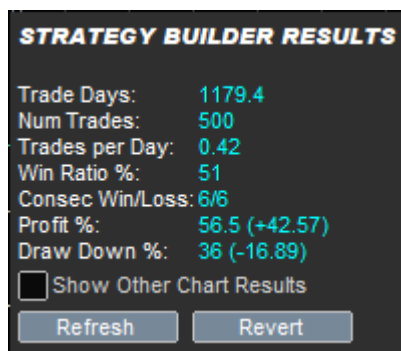 STRATEGY BUILDER RESULTS
Trade Days: 1179.4
Num Trades: 500
Trades per Day: 0.42
Win Ratio %: 51
Consec Win/Loss: 6/6
Profit %: 56.5 (+42.57)
Draw Down %: 36 (-16.89)
Show Other Chart Results
Refresh Revert